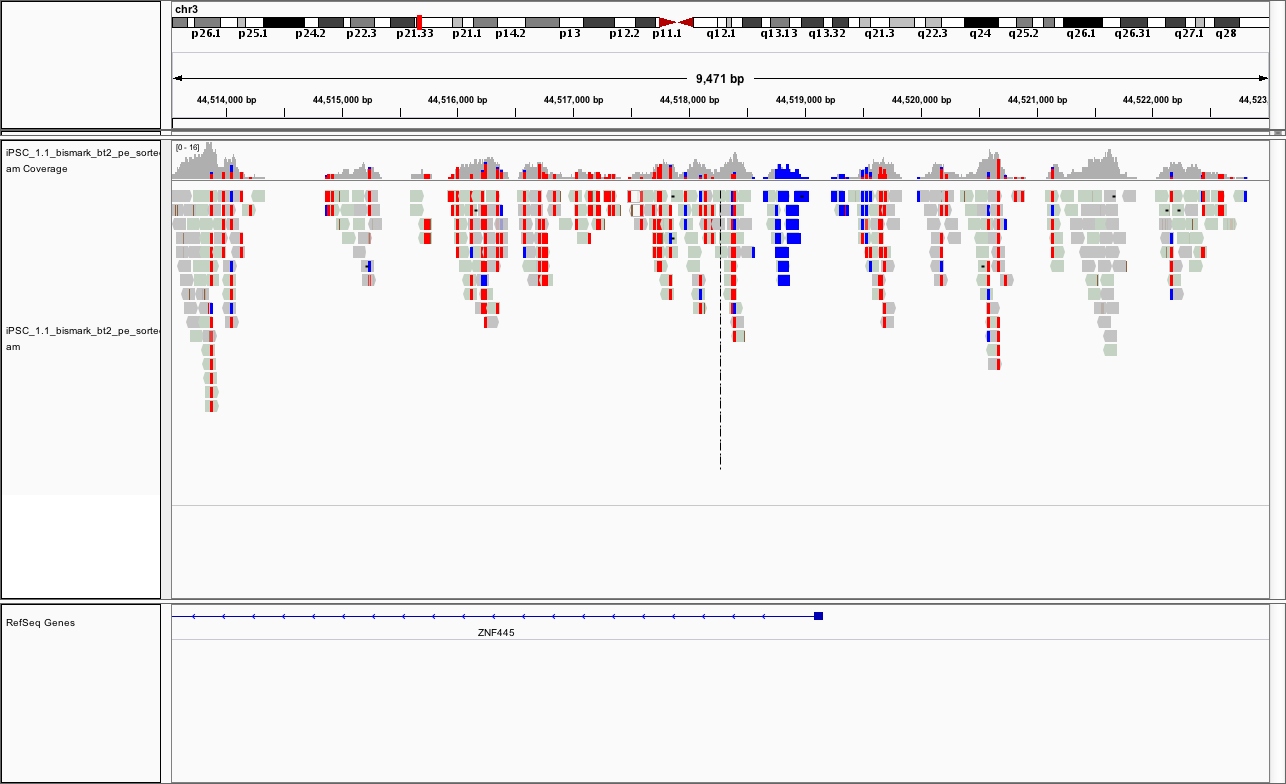 chr3
p26.1 p25.1 p24.2 p22.3 p21.33 p21.1 p14.2 p13 p12.2 p11.1 q12.1 q13.13 q13.32 q21.3 q22.3 q24 q25.2 q26.1 q26.31 q27.1 q28
9,471 bp
44,514,000 bp 44,515,000 bp 44,516,000 bp 44,517,000 bp 44,518,000 bp 44,519,000 bp 44,520,000 bp 44,521,000 bp 44,522,000 bp 44,523.
iPSC_1.1_bismark_bt2_pe_sorte
am Coverage
[0 - 16]
iPSC_1.1_bismark_bt2_pe_sorte
am
RefSeq Genes
ZNF445